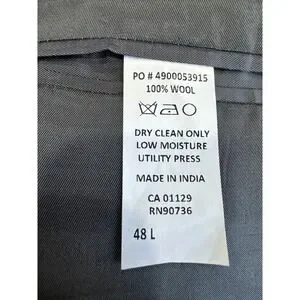 PO # 4900053915
100% WOOL
DRY CLEAN ONLY
LOW MOISTURE
UTILITY PRESS
MADE IN INDIA
CA 01129
RN90736
48 L